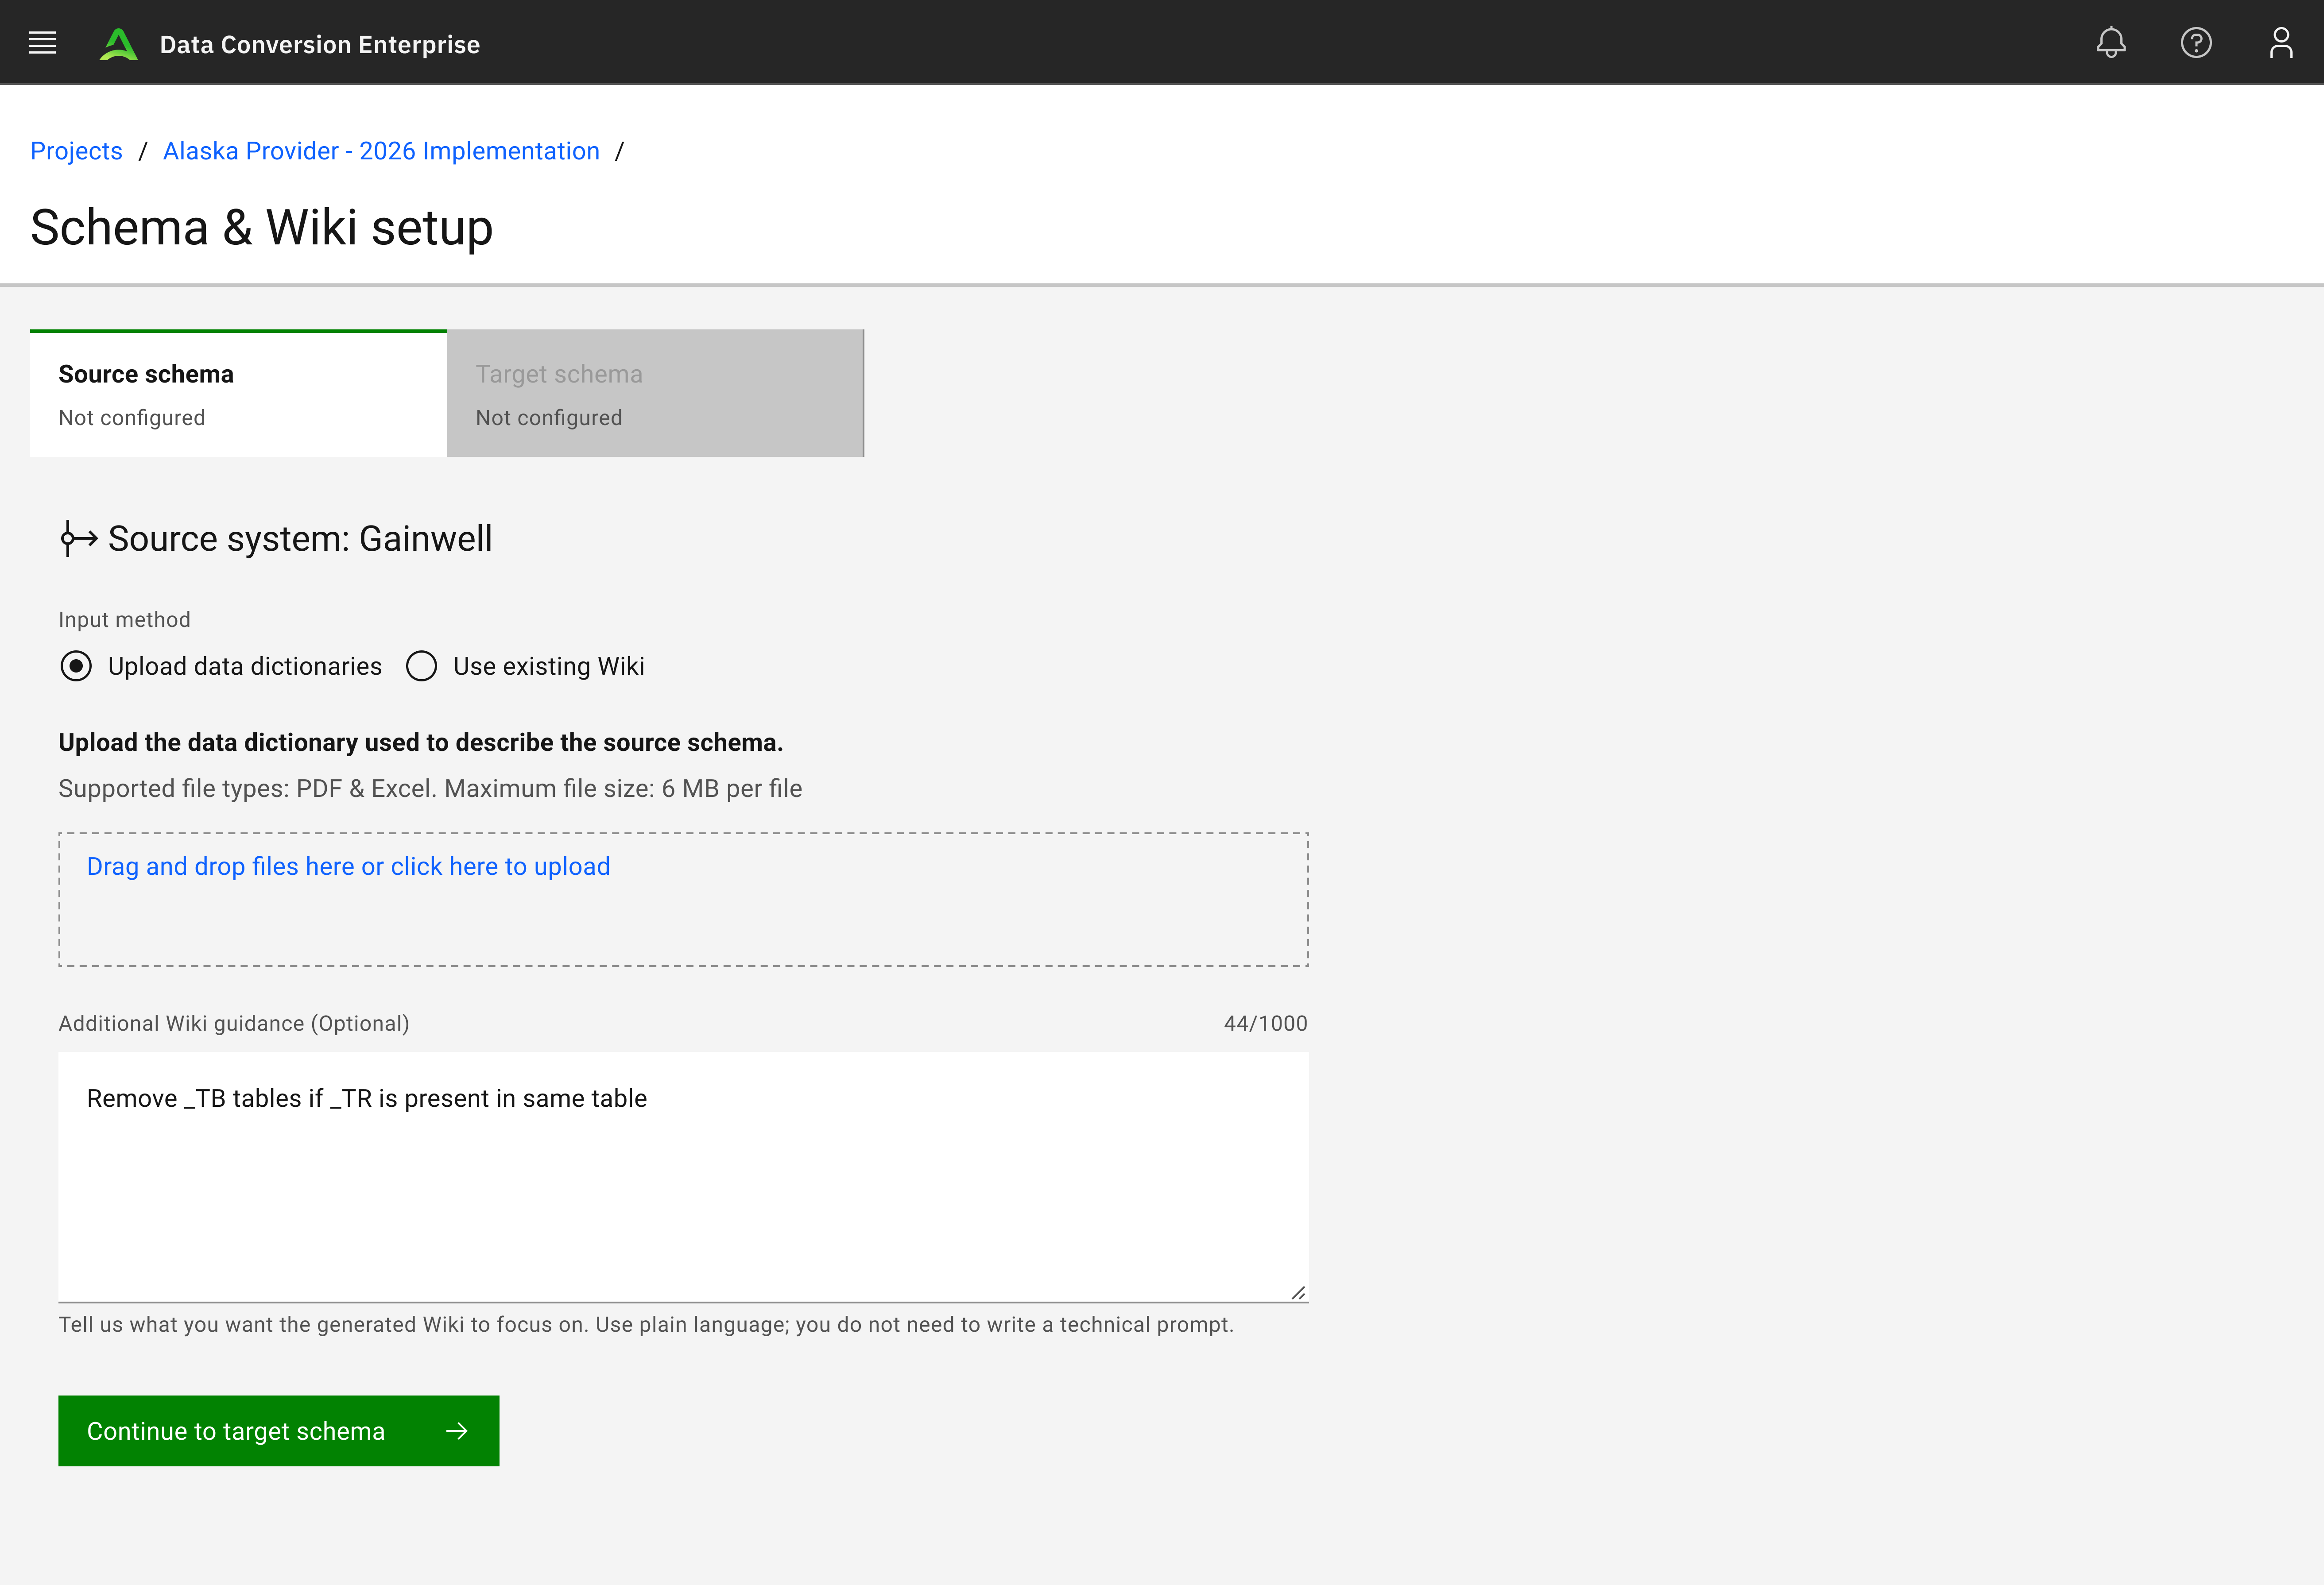 Data Conversion Enterprise
Projects / Alaska Provider - 2026 Implementation /
Schema & Wiki setup
Source schema
Not configured
Target schema
Not configured
Source system: Gainwell
Input method
Upload data dictionaries
Use existing Wiki
Upload the data dictionary used to describe the source schema.
Supported file types: PDF & Excel. Maximum file size: 6 MB per file
Drag and drop files here or click here to upload
Additional Wiki guidance (Optional)
44/1000
Remove _TB tables if _TR is present in same table
Tell us what you want the generated Wiki to focus on. Use plain language; you do not need to write a technical prompt.
Continue to target schema